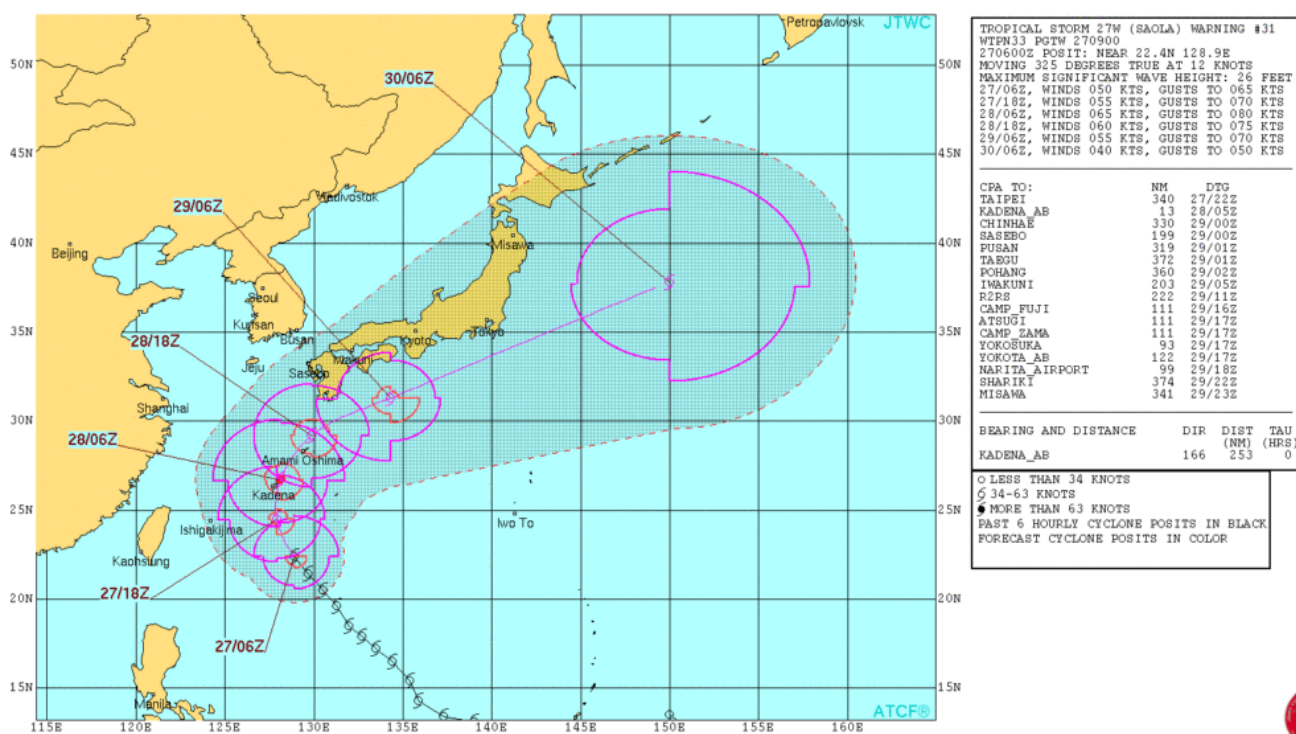 JTWC
Petropavlovsk
50N
50N
30/06Z
45N
45N
Vladivostok
29/06Z
Beijing
40N
Misawa
40N
Seoul
Kunsan
35N
Busan
Kyoto
Tokyo
35N
28/18Z
Iwakuni
Jeju
Sasebo
Shanghai
30N
30N
28/06Z
Amami Oshima
Kadena
25N
25N
Ishigakijima
Iwo To
Kaohsiung
27/18Z
20N
20N
27/06Z
15N
15N
Manila
ATCF®
115E 120E 125E 130E 135E 140E 145E 150E 155E 160E
TROPICAL STORM 27W (SAOLA) WARNING #31
WTPN33 PGTW 270900
270600Z POSIT: NEAR 22.4N 128.9E
MOVING 325 DEGREES TRUE AT 12 KNOTS
MAXIMUM SIGNIFICANT WAVE HEIGHT: 26 FEET
27/06Z, WINDS 050 KTS, GUSTS TO 065 KTS
27/18Z, WINDS 055 KTS, GUSTS TO 070 KTS
28/06Z, WINDS 065 KTS, GUSTS TO 080 KTS
28/18Z, WINDS 060 KTS, GUSTS TO 075 KTS
29/06Z, WINDS 055 KTS, GUSTS TO 070 KTS
30/06Z, WINDS 040 KTS, GUSTS TO 050 KTS
CPA TO: NM DTG
TAIPEI 340 27/22Z
KADENA_AB 13 28/05Z
CHINHAE 330 29/00Z
SASEBO 199 29/00Z
PUSAN 319 29/01Z
TAEGU 372 29/01Z
POHANG 360 29/02Z
IWAKUNI 203 29/05Z
R2RS 222 29/11Z
CAMP_FUJI 111 29/16Z
ATSUGI 111 29/17Z
CAMP_ZAMA 111 29/17Z
YOKOSUKA 93 29/17Z
YOKOTA_AB 122 29/17Z
NARITA_AIRPORT 99 29/18Z
SHARIKI 374 29/22Z
MISAWA 341 29/23Z
BEARING AND DISTANCE DIR DIST TAU
(NM) (HRS)
KADENA_AB 166 253 0
LESS THAN 34 KNOTS
34-63 KNOTS
MORE THAN 63 KNOTS
PAST 6 HOURLY CYCLONE POSITS IN BLACK
FORECAST CYCLONE POSITS IN COLOR